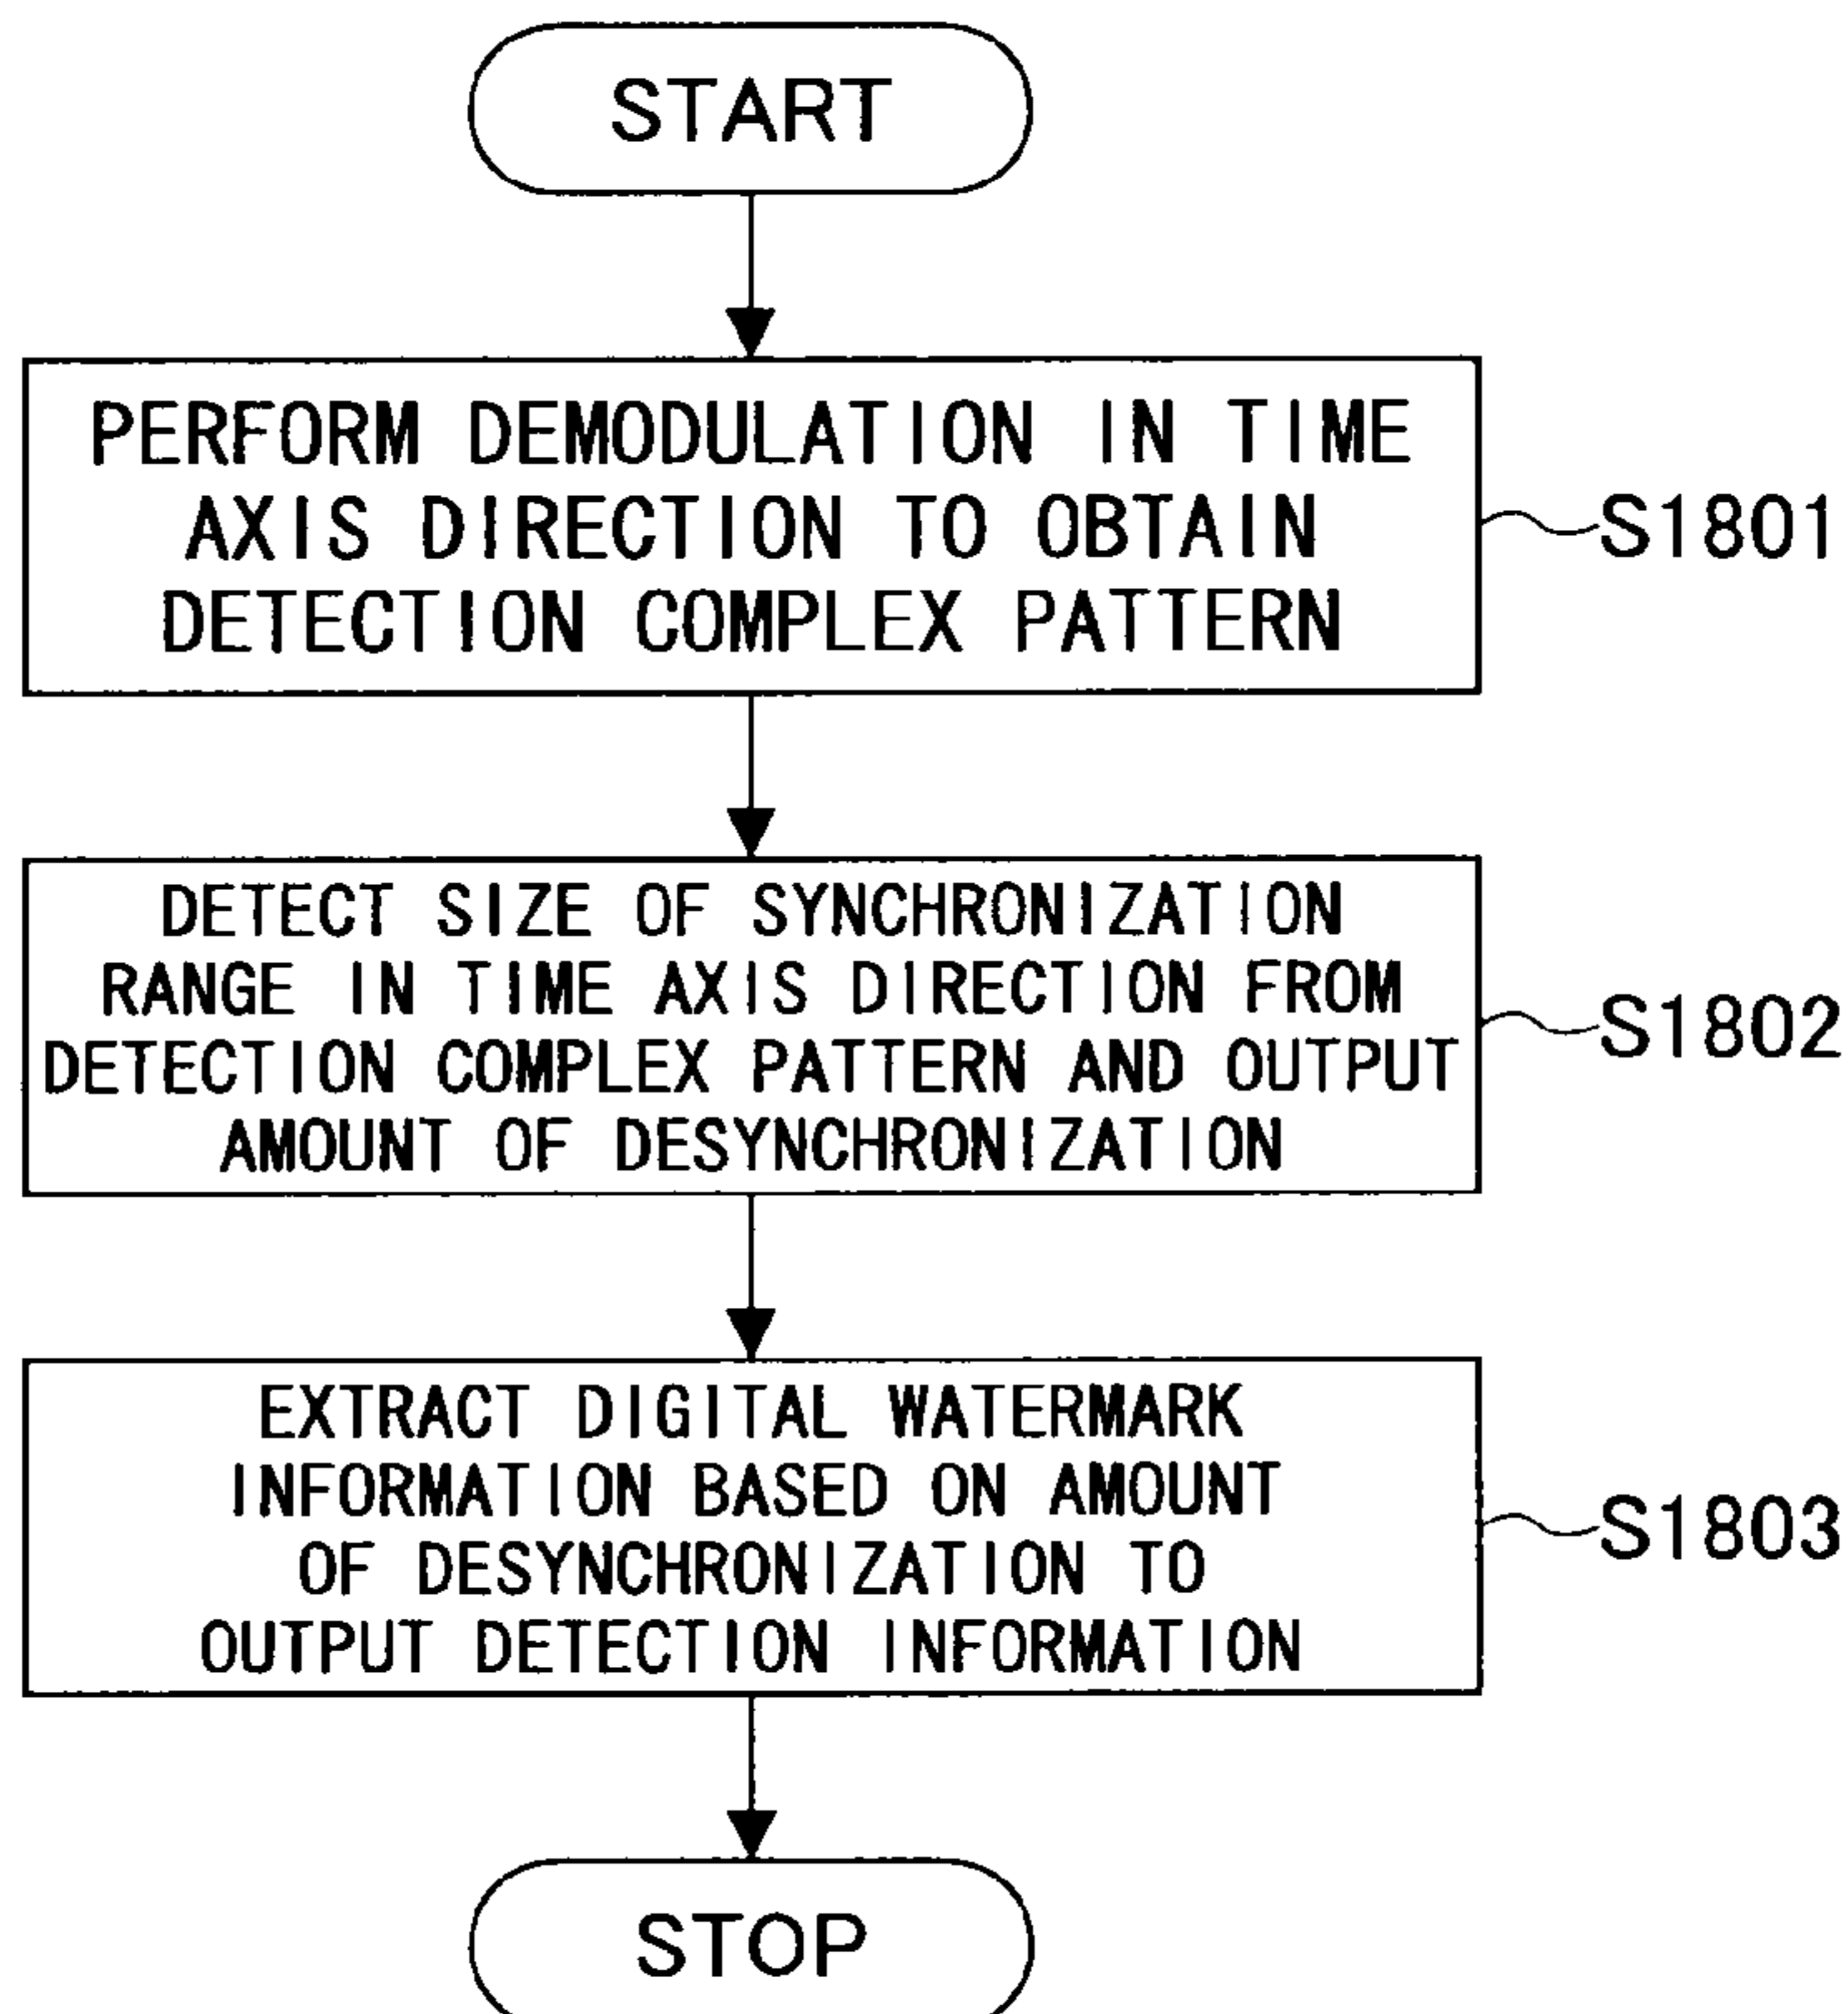 START
PERFORM DEMODULATION IN TIME
AXIS DIRECTION TO OBTAIN
DETECTION COMPLEX PATTERN
S1801
DETECT SIZE OF SYNCHRONIZATION
RANGE IN TIME AXIS DIRECTION FROM
DETECTION COMPLEX PATTERN AND OUTPUT
AMOUNT OF DESYNCHRONIZATION
S1802
EXTRACT DIGITAL WATERMARK
INFORMATION BASED ON AMOUNT
OF DESYNCHRONIZATION TO
OUTPUT DETECTION INFORMATION
S1803
STOP